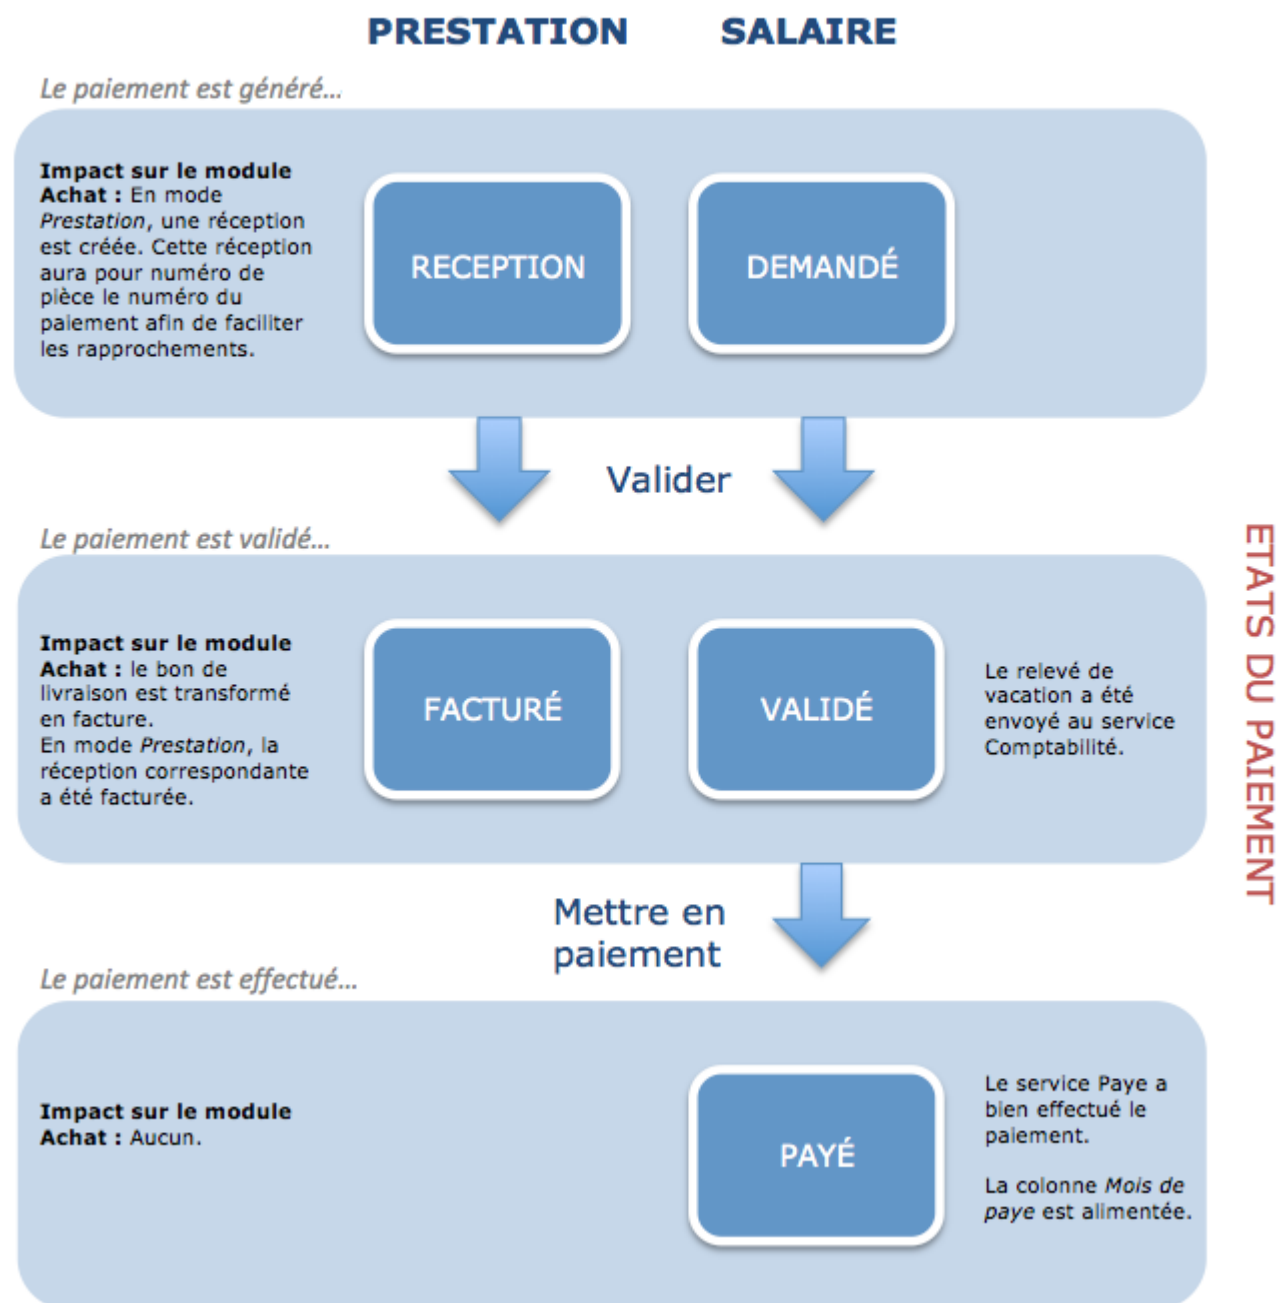 PRESTATION SALAIRE
Le paiement est généré...
Impact sur le module
Achat : En mode
Prestation, une réception
est créée. Cette réception
aura pour numéro de
pièce le numéro du
paiement afin de faciliter
les rapprochements.
RECEPTION
DEMANDÉ
Valider
Le paiement est validé...
Impact sur le module
Achat : le bon de
livraison est transformé
en facture.
En mode Prestation, la
réception correspondante
a été facturée.
FACTURÉ
VALIDÉ
Le relevé de
vacation a été
envoyé au service
Comptabilité.
Mettre en
paiement
Le paiement est effectué...
Impact sur le module
Achat : Aucun.
PAYÉ
Le service Paye a
bien effectué le
paiement.
La colonne Mois de
paye est alimentée.
ETATS DU PAIEMENT